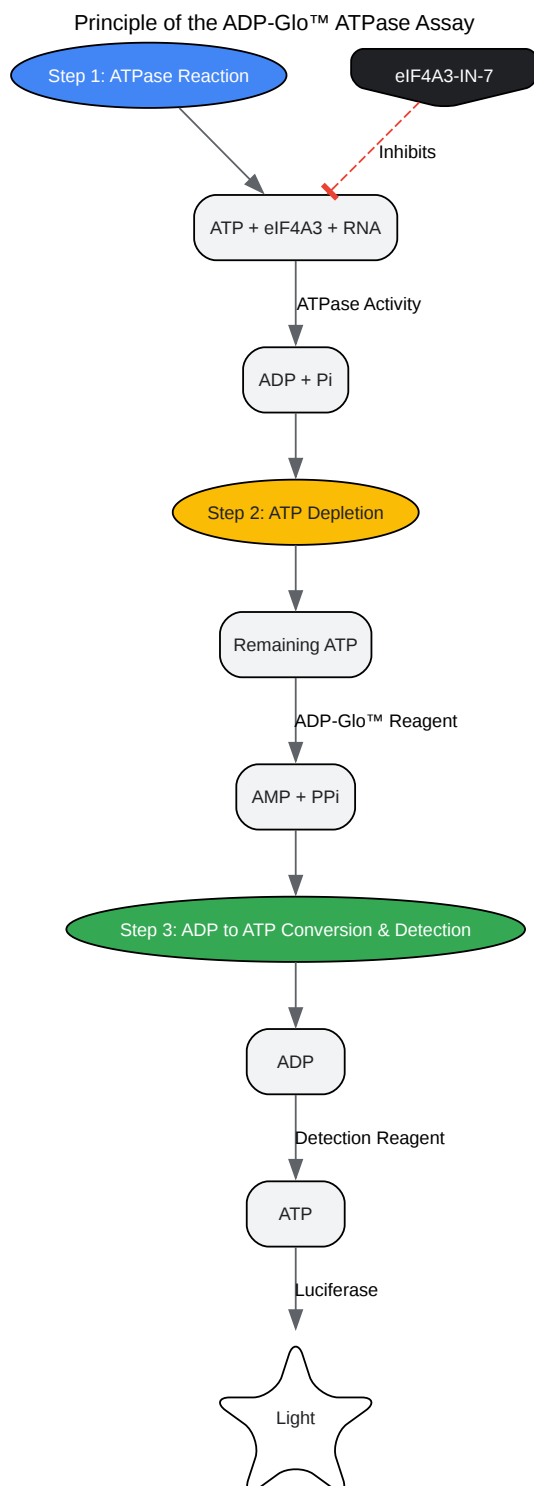 Principle of the ADP-Glo™ ATPase Assay
Step 1: ATPase Reaction
eIF4A3-IN-7
Inhibits
ATP + eIF4A3 + RNA
ATPase Activity
ADP + Pi
Step 2: ATP Depletion
Remaining ATP
ADP-Glo™ Reagent
AMP + PPi
Step 3: ADP to ATP Conversion & Detection
ADP
Detection Reagent
ATP
Luciferase
Light